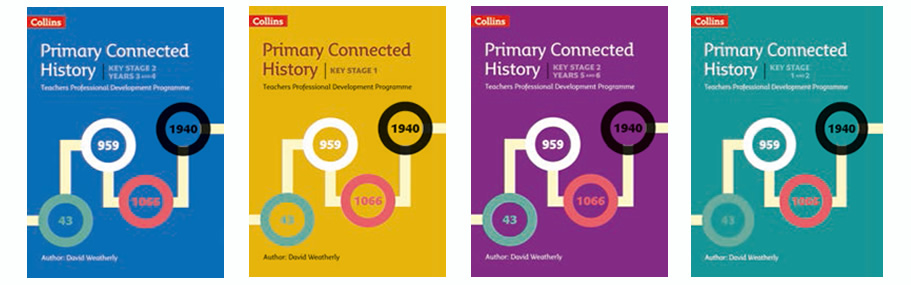 Collins
Primary Connected
History | KEY STAGE 2
YEARS 3 AND 4
Teachers Professional Development Programme
1940
959
1066
43
Author: David Weatherly
Collins
Primary Connected
History | KEY STAGE 1
Teachers Professional Development Programme
1940
959
1066
43
Author: David Weatherly
Collins
Primary Connected
History | KEY STAGE 2
YEARS 5 AND 6
Teachers Professional Development Programme
1940
959
1066
43
Author: David Weatherly
Collins
Primary Connected
History | KEY STAGE
1 AND 2
Teachers Professional Development Programme
1940
959
1066
43
Author: David Weatherly